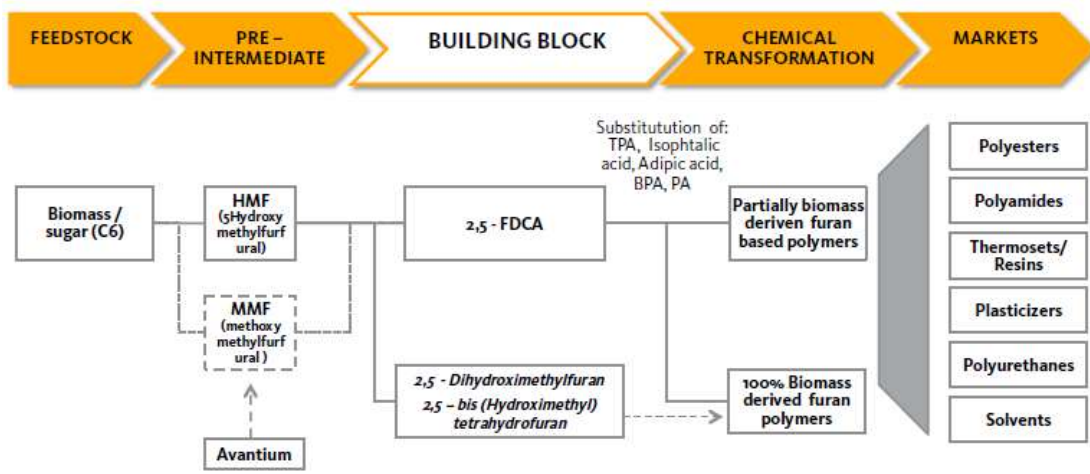 FEEDSTOCK
PRE –
INTERMEDIATE
BUILDING BLOCK
CHEMICAL
TRANSFORMATION
MARKETS
Substitutution of:
TPA, Isophtalic
acid, Adipic acid,
BPA, PA
Biomass /
sugar (C6)
HMF
(5Hydroxy
methylfurf
ural)
2,5 - FDCA
Partially biomass
deriven furan
based polymers
MMF
(methoxy
methylfurf
ural )
Avantium
2,5 - Dihydroximethylfuran
2,5 – bis (Hydroximethyl)
tetrahydrofuran
100% Biomass
derived furan
polymers
Polyesters
Polyamides
Thermosets/
Resins
Plasticizers
Polyurethanes
Solvents